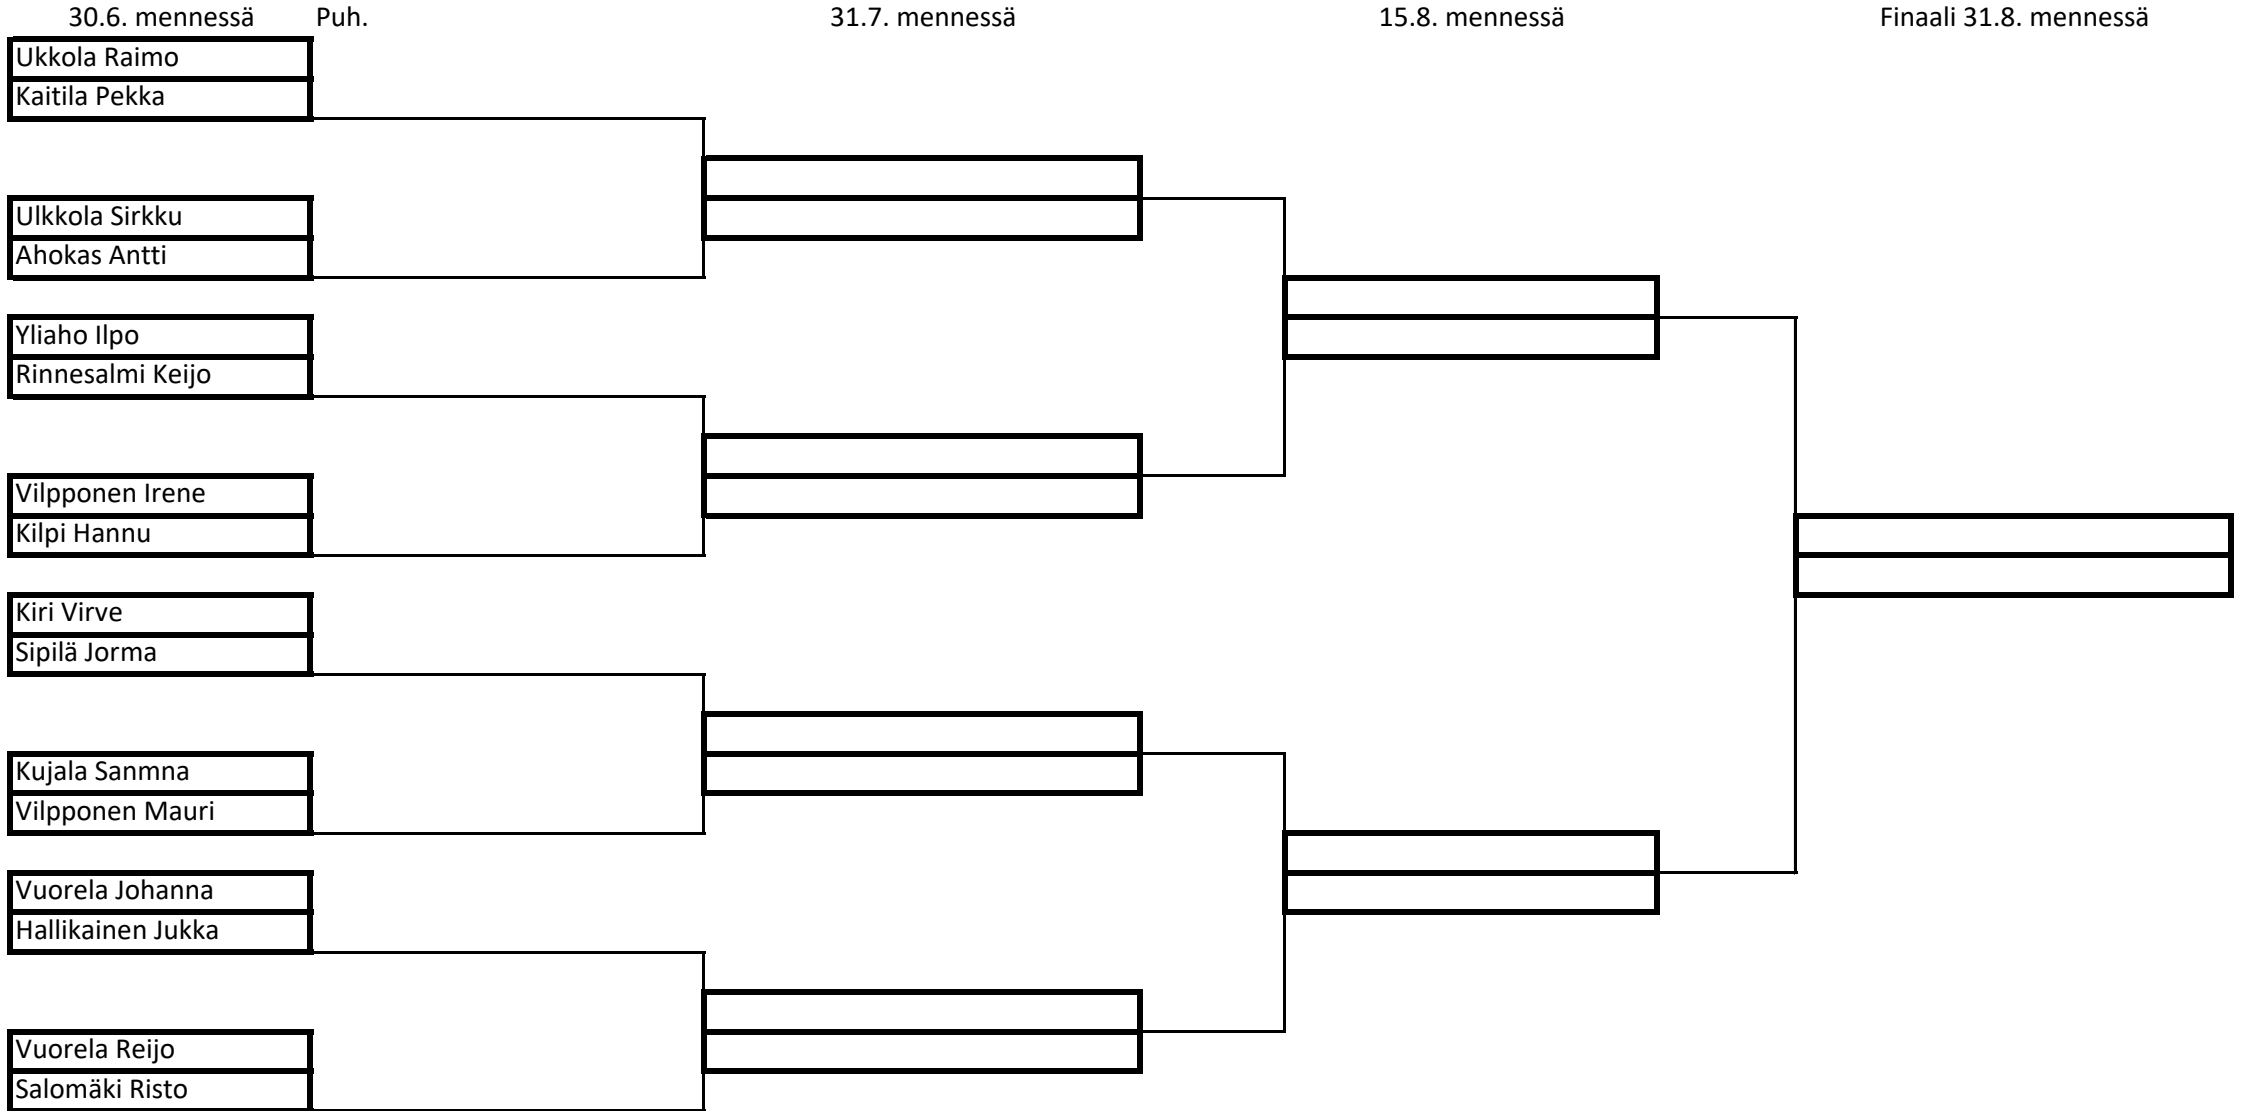 30.6. mennessä Puh. 31.7. mennessä 15.8. mennessä Finaali 31.8. mennessä
Ukkola Raimo
Kaitila Pekka
Ulkkola Sirkku
Ahokas Antti
Yliaho Ilpo
Rinnesalmi Keijo
Vilpponen Irene
Kilpi Hannu
Kiri Virve
Sipilä Jorma
Kujala Sanmna
Vilpponen Mauri
Vuorela Johanna
Hallikainen Jukka
Vuorela Reijo
Salomäki Risto